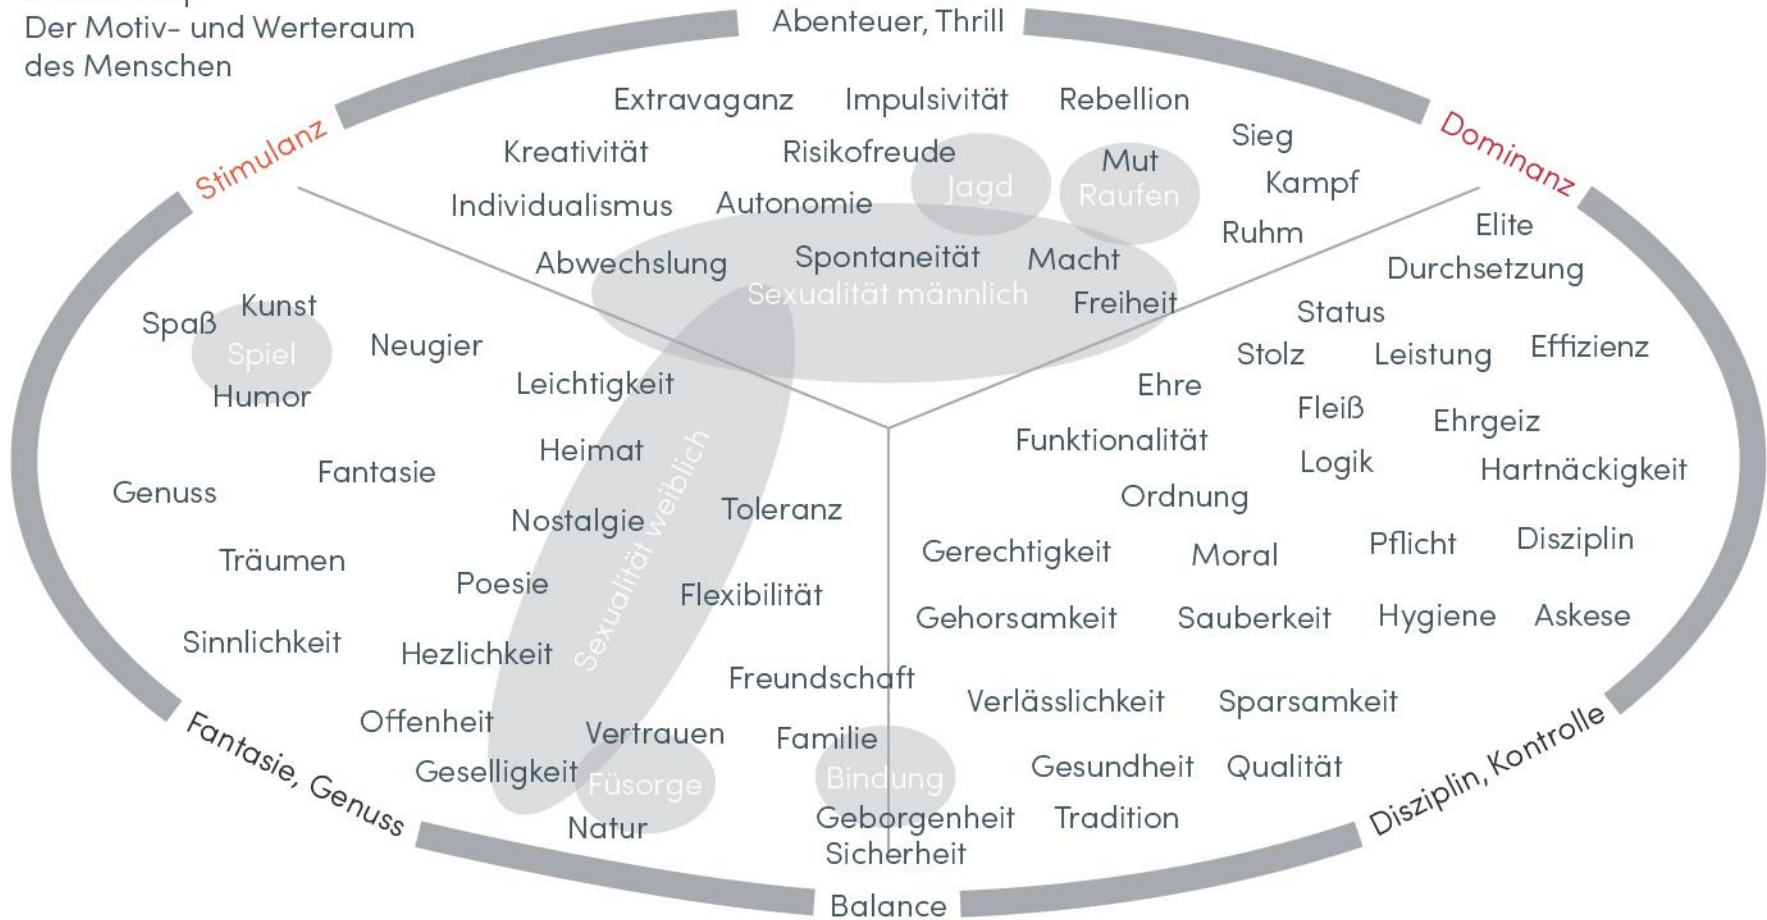 Der Motiv- und Werteraum
des Menschen
Abenteuer, Thrill
Stimulanz
Dominanz
Extravaganz Impulsivität Rebellion
Sieg
Kreativität Risikofreude Mut
Kampf
Jagd Raufen
Individualismus Autonomie
Ruhm Elite
Abwechslung Spontaneität Macht
Durchsetzung
Sexualität männlich Freiheit
Spaß Kunst
Status
Spiel Neugier
Stolz Leistung Effizienz
Humor Leichtigkeit
Ehre
Fleiß Ehrgeiz
Heimat Funktionalität
Fantasie Logik Hartnäckigkeit
Genuss
Ordnung
Nostalgie Toleranz
Sexualität weiblich
Gerechtigkeit Moral Pflicht Disziplin
Träumen
Poesie Flexibilität
Gehorsamkeit Sauberkeit Hygiene Askese
Sinnlichkeit Hezlichkeit
Freundschaft
Verlässlichkeit Sparsamkeit
Offenheit Vertrauen Familie
Geselligkeit Füsorge Bindung Gesundheit Qualität
Natur Geborgenheit Tradition
Sicherheit
Fantasie, Genuss
Disziplin, Kontrolle
Balance